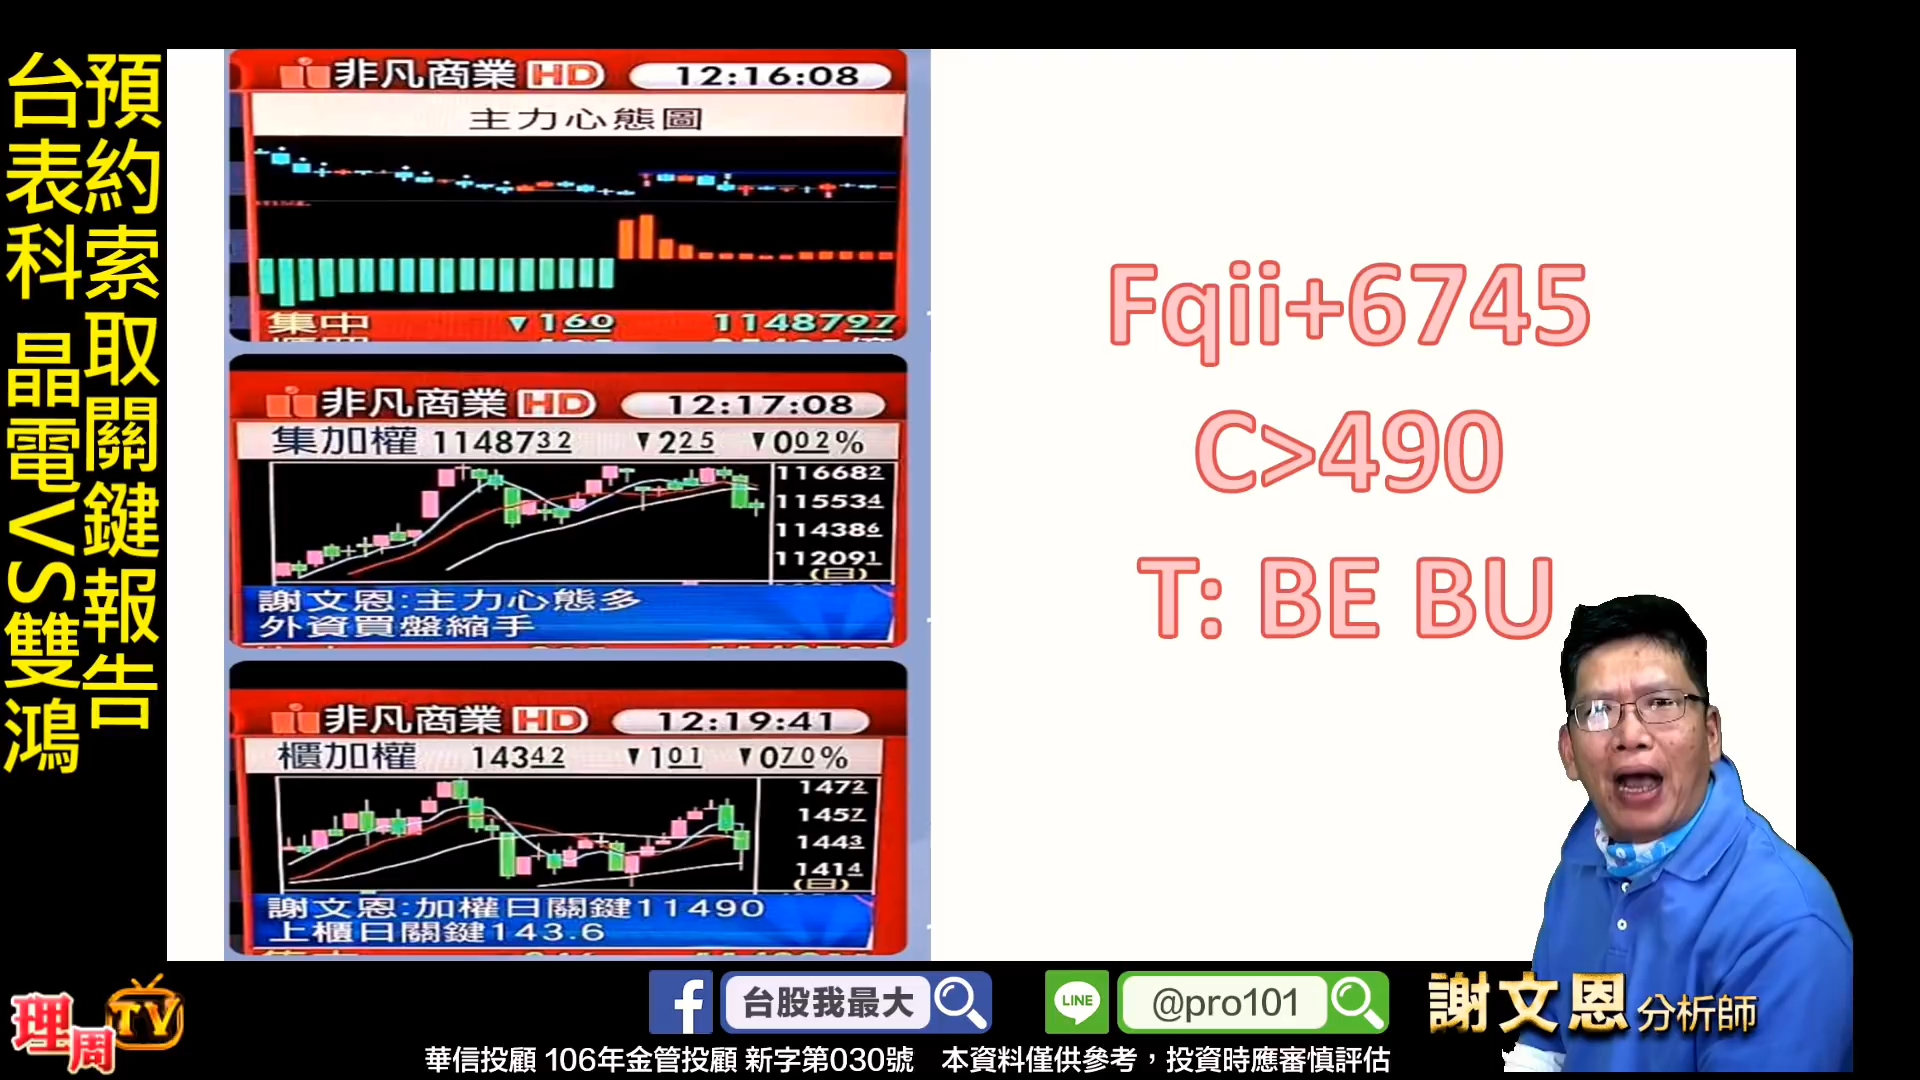 預約索取關鍵報告
台表科 晶電VS雙鴻
非凡商業HD 12:16:08
主力心態圖
集中 ▼160 1148797
非凡商業HD 12:17:08
集加權 1148732 ▼225 ▼002%
116682
115534
114386
112091
(日)
謝文恩:主力心態多
外資買盤縮手
非凡商業HD 12:19:41
櫃加權 14342 ▼101 ▼070%
1472
1457
1443
1414
(日)
謝文恩:加權日關鍵11490
上櫃日關鍵143.6
Fqii+6745
C>490
T: BE BU
理周TV
台股我最大
LINE @pro101
謝文恩 分析師
華信投顧 106年金管投顧 新字第030號 本資料僅供參考，投資時應審慎評估